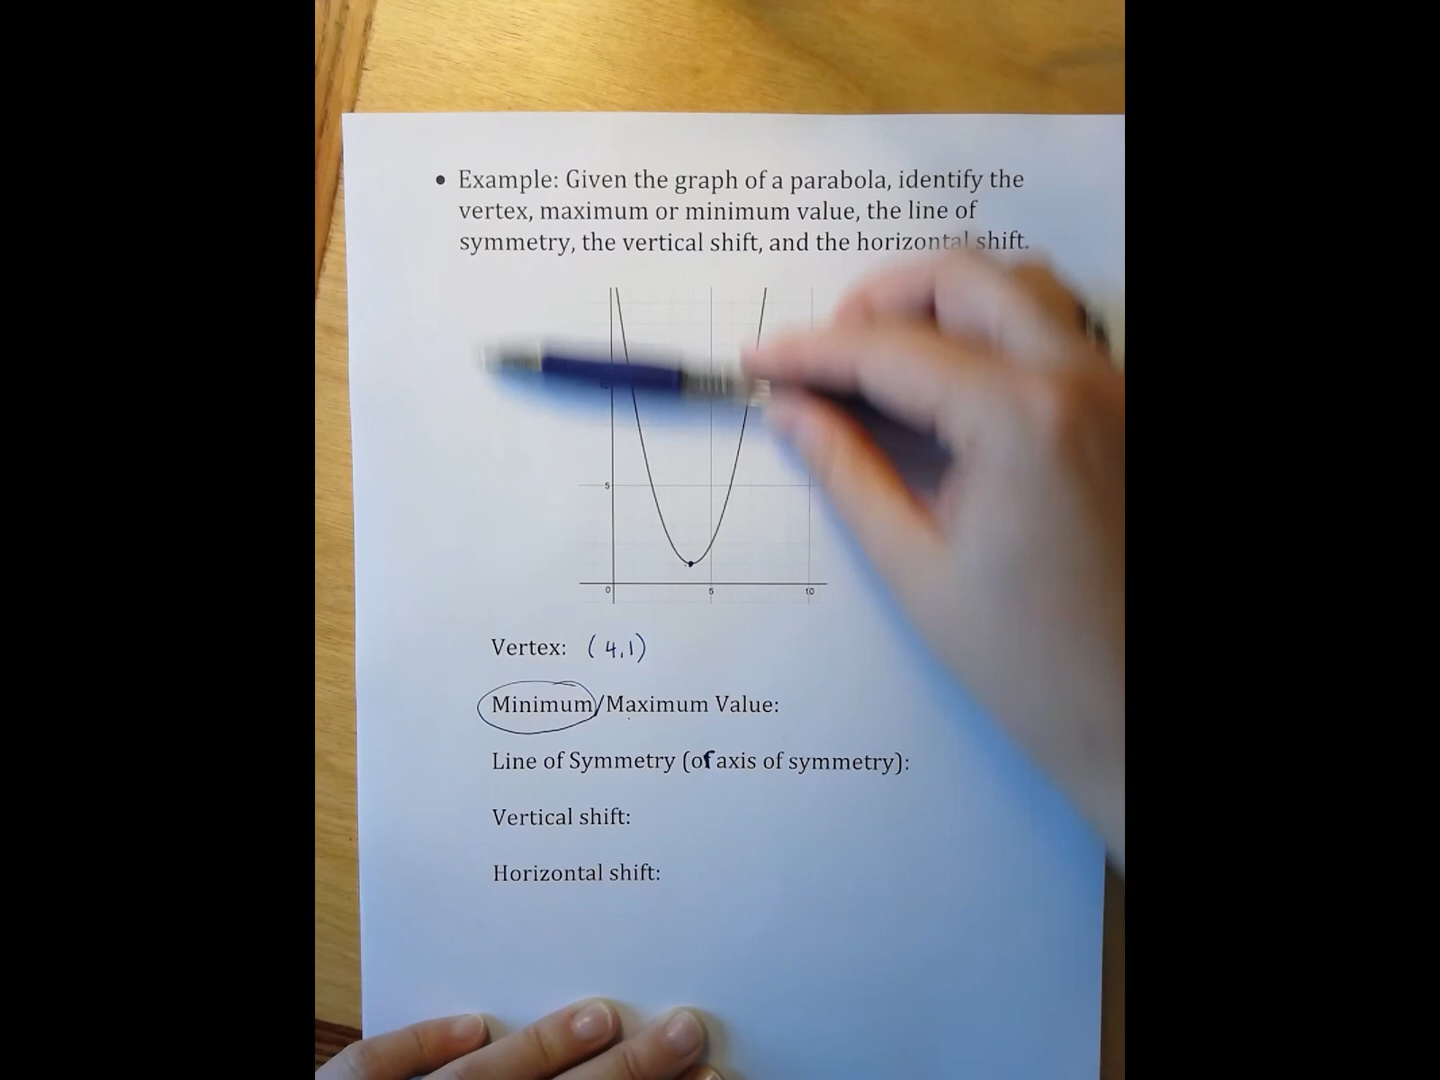 • Example: Given the graph of a parabola, identify the
vertex, maximum or minimum value, the line of
symmetry, the vertical shift, and the horizontal shift.
5
0 5 10
Vertex: (4,1)
Minimum/Maximum Value:
Line of Symmetry (of axis of symmetry):
Vertical shift:
Horizontal shift: